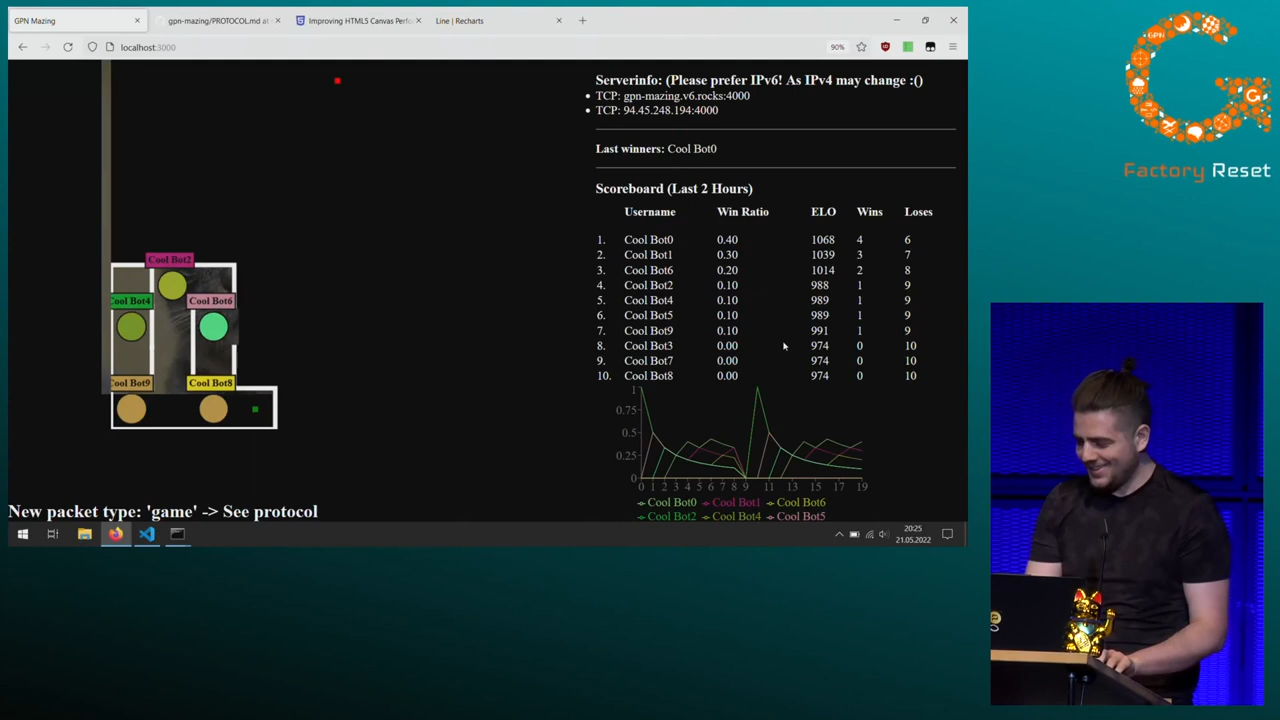 GPN Mazing
gpn-mazing/PROTOCOL.md at
Improving HTML5 Canvas Perfo
Line | Recharts
localhost:3000
90%
Serverinfo: (Please prefer IPv6! As IPv4 may change :()
TCP: gpn-mazing.v6.rocks:4000
TCP: 94.45.248.194:4000
Last winners: Cool Bot0
Scoreboard (Last 2 Hours)
Username Win Ratio ELO Wins Loses
1. Cool Bot0 0.40 1068 4 6
2. Cool Bot1 0.30 1039 3 7
3. Cool Bot6 0.20 1014 2 8
4. Cool Bot2 0.10 988 1 9
5. Cool Bot4 0.10 989 1 9
6. Cool Bot5 0.10 989 1 9
7. Cool Bot9 0.10 991 1 9
8. Cool Bot3 0.00 974 0 10
9. Cool Bot7 0.00 974 0 10
10. Cool Bot8 0.00 974 0 10
1
0.75
0.5
0.25
0
0 1 2 3 4 5 6 7 8 9 11 13 15 17 19
Cool Bot0 Cool Bot1 Cool Bot6
Cool Bot2 Cool Bot4 Cool Bot5
Cool Bot2
Cool Bot4 Cool Bot6
Cool Bot9 Cool Bot8
New packet type: 'game' -> See protocol
20:25
21.05.2022
GPN
Factory Reset